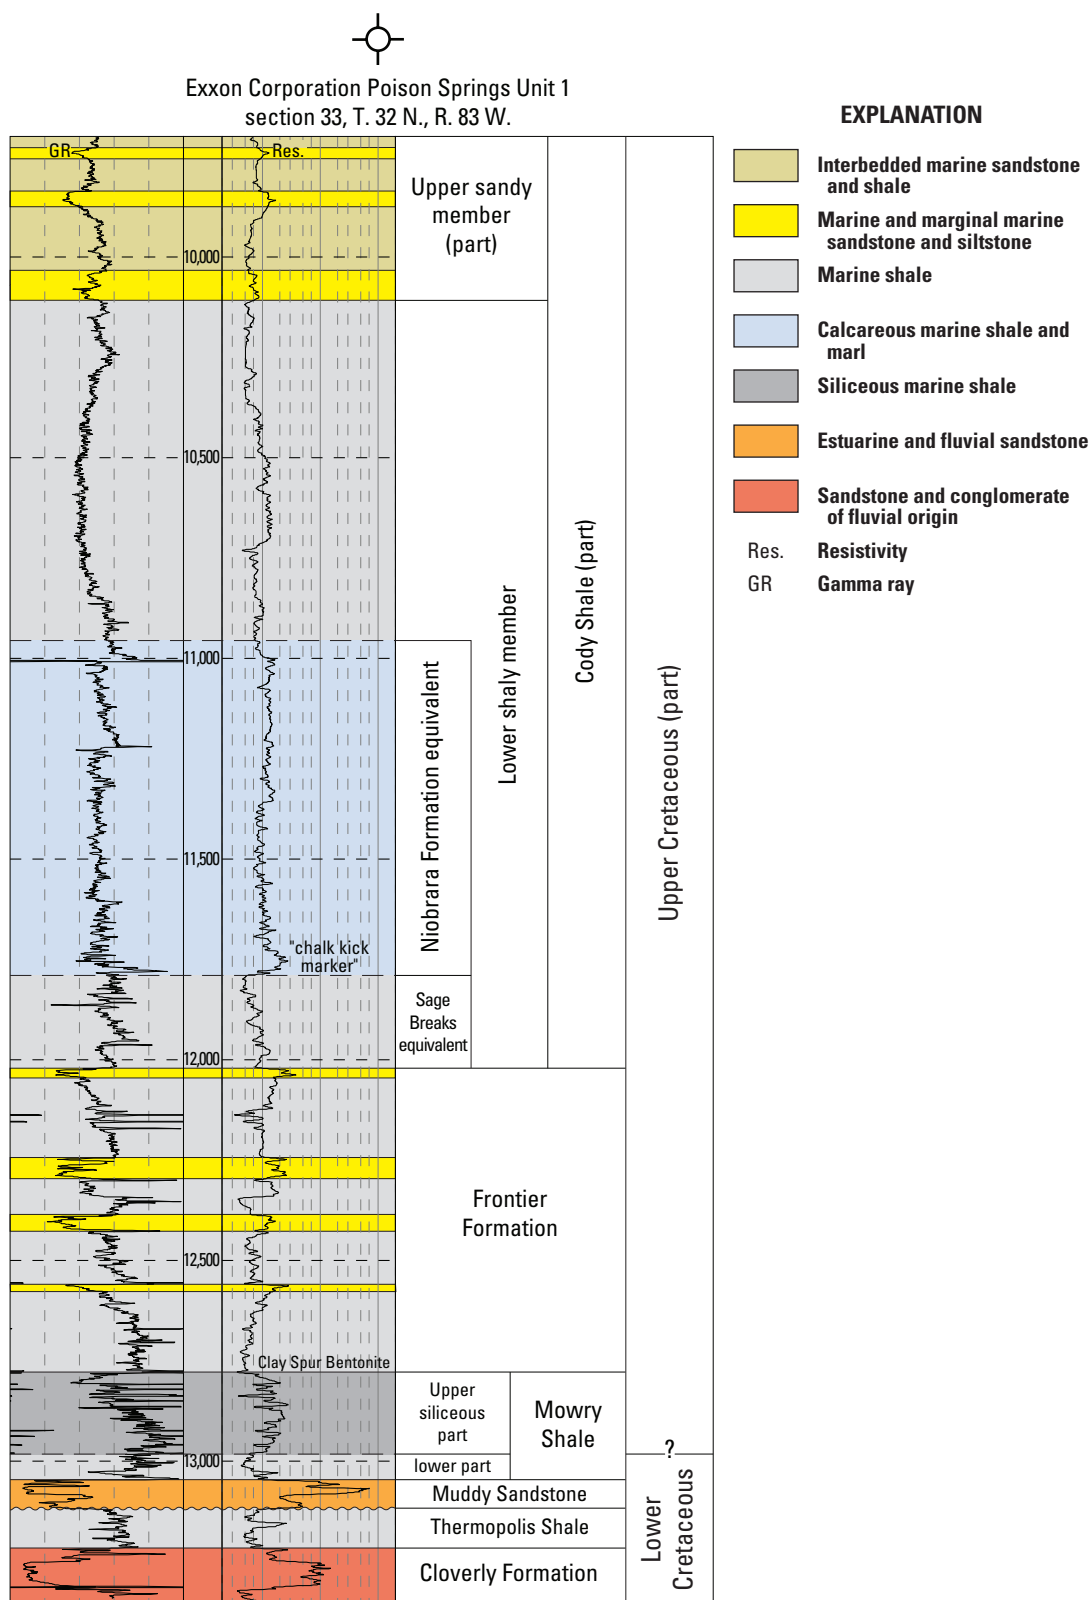 Exxon Corporation Poison Springs Unit 1
section 33, T. 32 N., R. 83 W.
GR
Res.
10,000
10,500
11,000
11,500
"chalk kick
marker"
12,000
12,500
Clay Spur Bentonite
13,000
Upper sandy
member
(part)
Niobrara Formation equivalent
Sage
Breaks
equivalent
Lower shaly member
Cody Shale (part)
Frontier
Formation
Upper
siliceous
part
lower part
Mowry
Shale
Muddy Sandstone
Thermopolis Shale
Cloverly Formation
Upper Cretaceous (part)
?
Lower
Cretaceous
EXPLANATION
Interbedded marine sandstone
and shale
Marine and marginal marine
sandstone and siltstone
Marine shale
Calcareous marine shale and
marl
Siliceous marine shale
Estuarine and fluvial sandstone
Sandstone and conglomerate
of fluvial origin
Res. Resistivity
GR Gamma ray